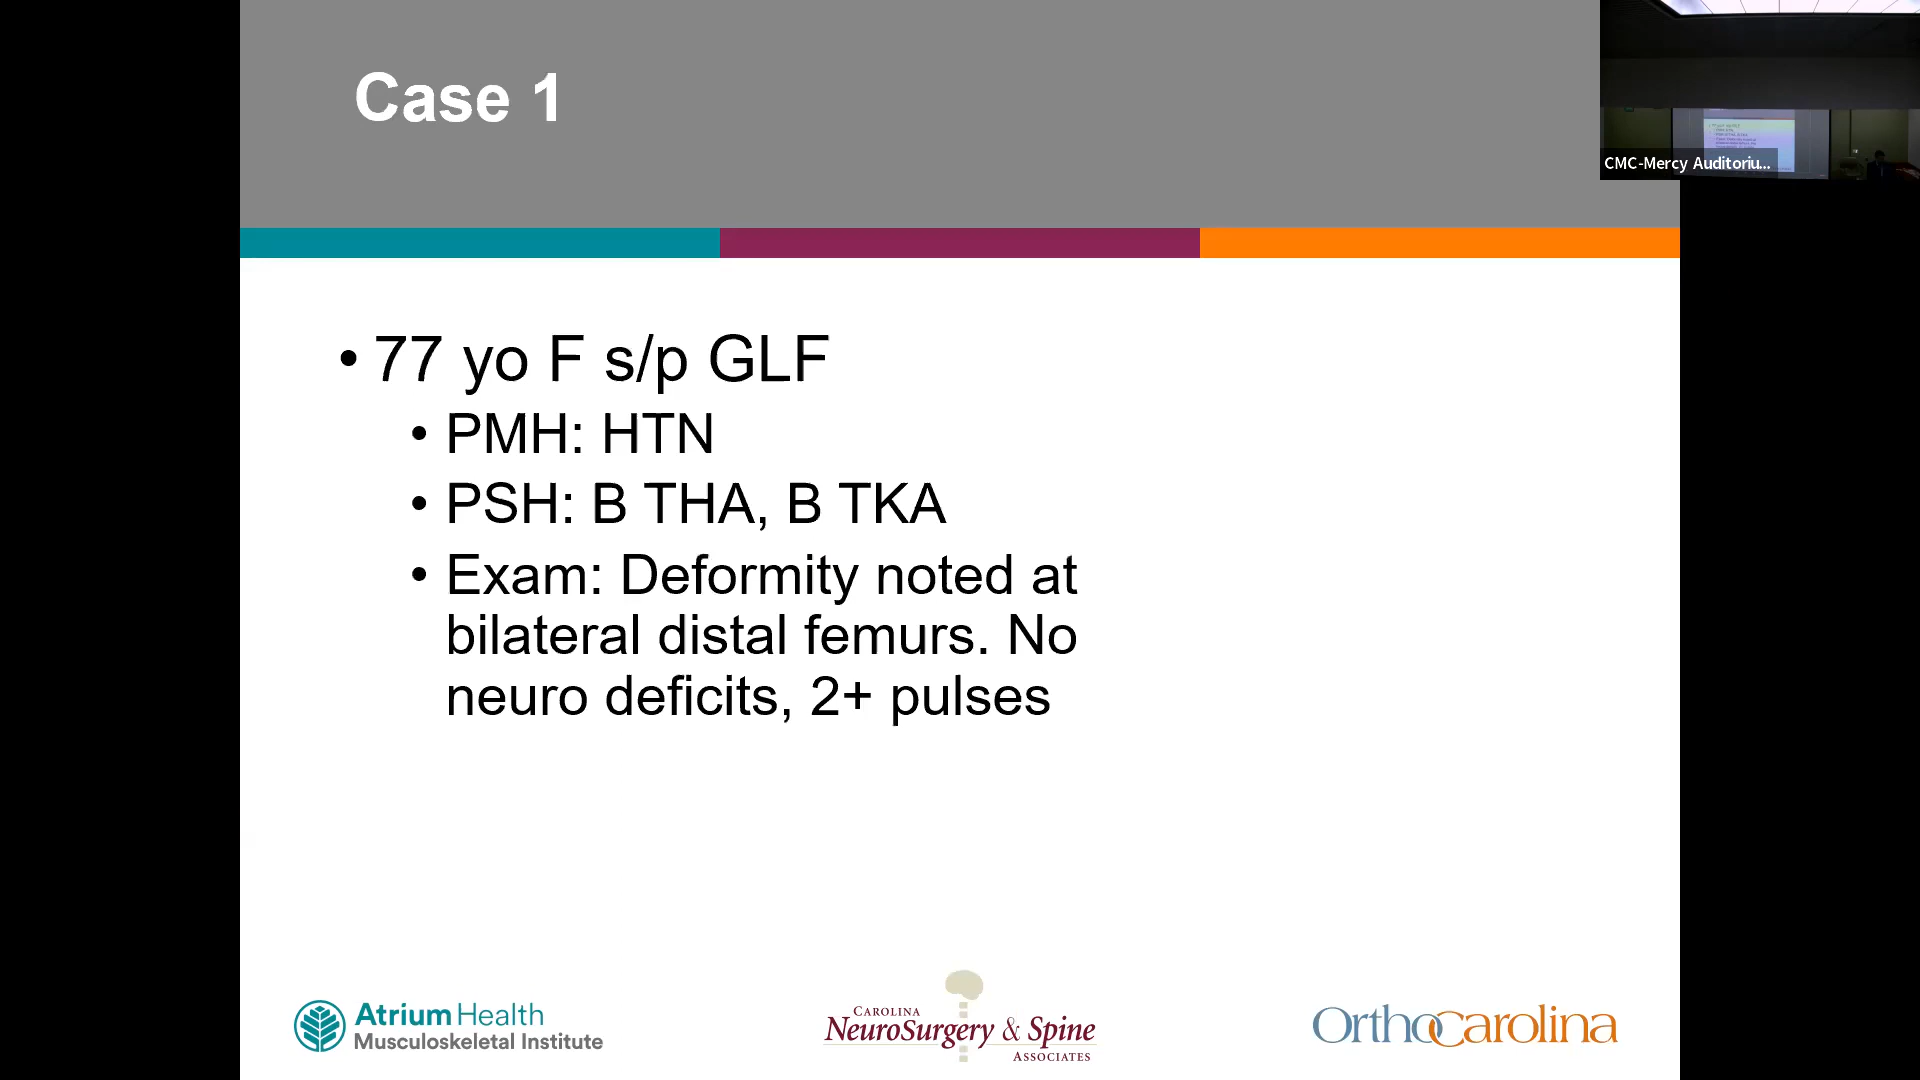 Case 1
CMC-Mercy Auditoriu...
• 77 yo F s/p GLF
• PMH: HTN
• PSH: B THA, B TKA
• Exam: Deformity noted at
bilateral distal femurs. No
neuro deficits, 2+ pulses
Atrium Health
Musculoskeletal Institute
CAROLINA
NEUROSURGERY & SPINE
ASSOCIATES
OrthoCarolina